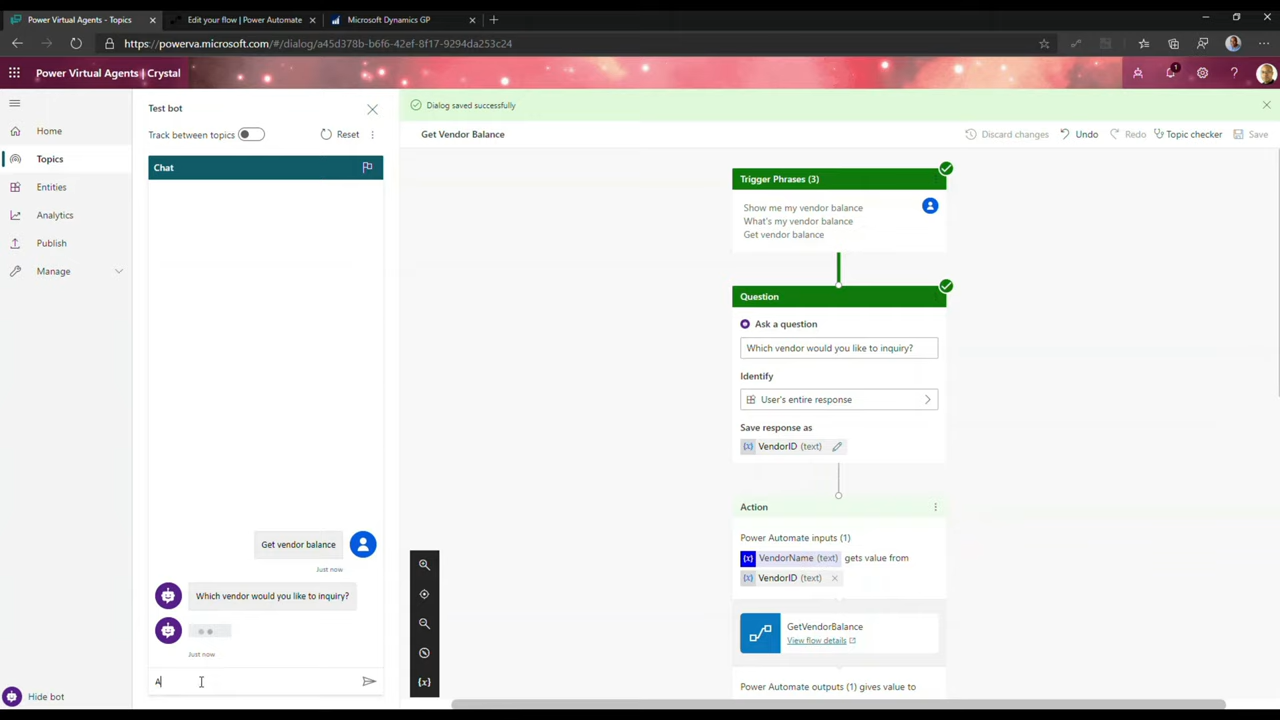 Power Virtual Agents - Topics
Edit your flow | Power Automate
Microsoft Dynamics GP
https://powerva.microsoft.com/#/dialog/a45d378b-b6f6-42ef-8f17-9294da253c24
Power Virtual Agents | Crystal
1
Home
Topics
Entities
Analytics
Publish
Manage
Hide bot
Test bot
Track between topics
Reset
Chat
Get vendor balance
Just now
Which vendor would you like to inquiry?
Just now
A
Dialog saved successfully
Get Vendor Balance
Discard changes
Undo
Redo
Topic checker
Save
Trigger Phrases (3)
Show me my vendor balance
What's my vendor balance
Get vendor balance
Question
Ask a question
Which vendor would you like to inquiry?
Identify
User's entire response
Save response as
{x} VendorID (text)
Action
Power Automate inputs (1)
{x} VendorName (text) gets value from
{x} VendorID (text)
GetVendorBalance
View flow details
Power Automate outputs (1) gives value to
{x}